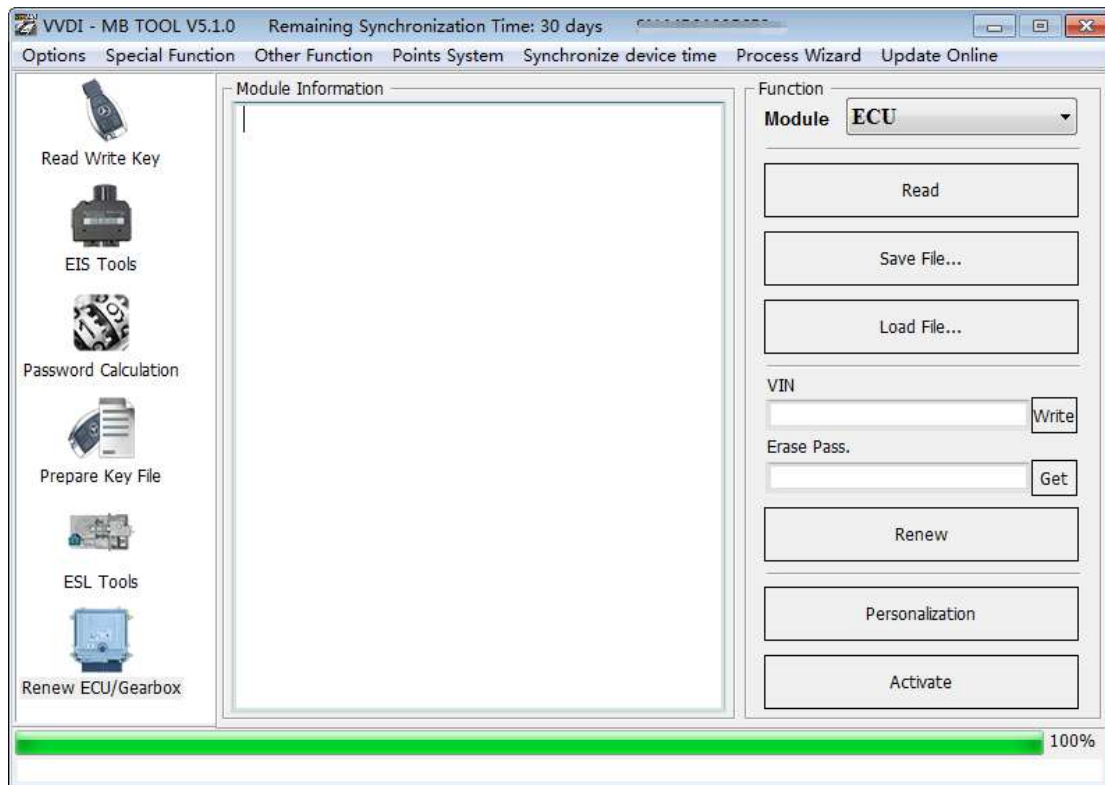 VVDI - MB TOOL V5.1.0 Remaining Synchronization Time: 30 days
Options Special Function Other Function Points System Synchronize device time Process Wizard Update Online
Read Write Key
EIS Tools
Password Calculation
Prepare Key File
ESL Tools
Renew ECU/Gearbox
Module Information
Function
Module ECU
Read
Save File...
Load File...
VIN
Write
Erase Pass.
Get
Renew
Personalization
Activate
100%